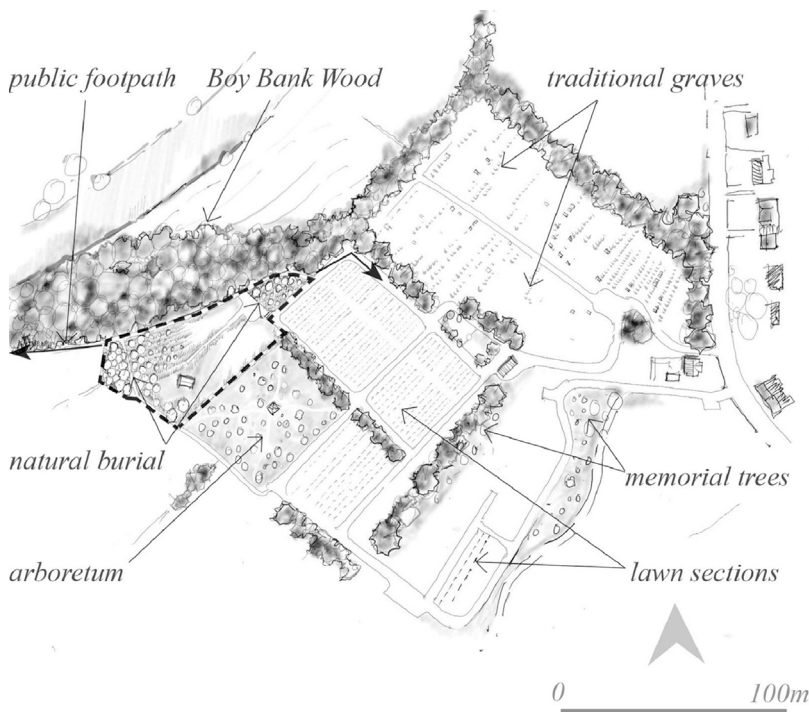 public footpath
Boy Bank Wood
traditional graves
natural burial
memorial trees
arboretum
lawn sections
0
100m